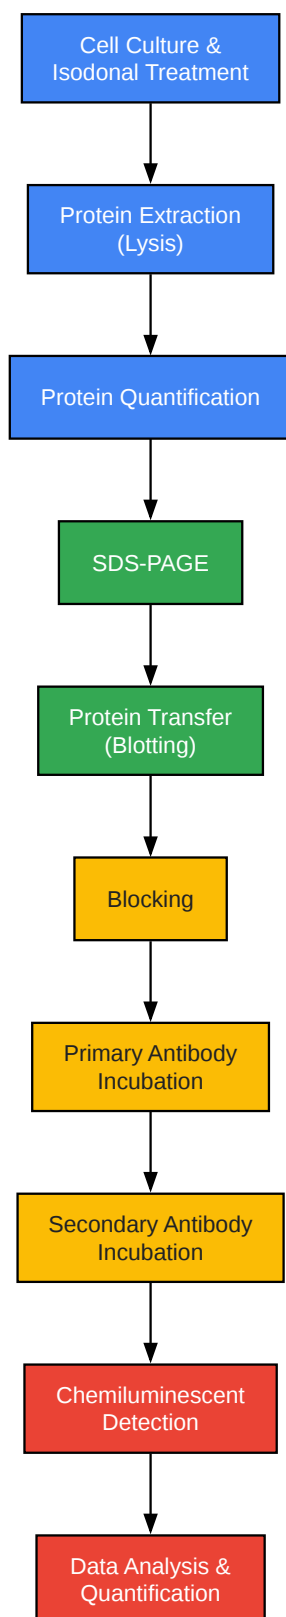 Cell Culture &
Isodonal Treatment
Protein Extraction
(Lysis)
Protein Quantification
SDS-PAGE
Protein Transfer
(Blotting)
Blocking
Primary Antibody
Incubation
Secondary Antibody
Incubation
Chemiluminescent
Detection
Data Analysis &
Quantification